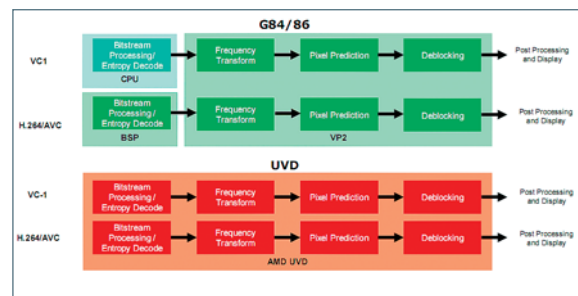 G84/86
VC1
Bitstream
Processing/
Entropy Decode
CPU
Frequency
Transform
Pixel Prediction
Deblocking
Post Processing
and Display
H.264/AVC
Bitstream
Processing/
Entropy Decode
BSP
Frequency
Transform
Pixel Prediction
Deblocking
VP2
Post Processing
and Display
UVD
VC-1
Bitstream
Processing/
Entropy Decode
Frequency
Transform
Pixel Prediction
Deblocking
Post Processing
and Display
H.264/AVC
Bitstream
Processing/
Entropy Decode
Frequency
Transform
Pixel Prediction
Deblocking
Post Processing
and Display
AMD UVD